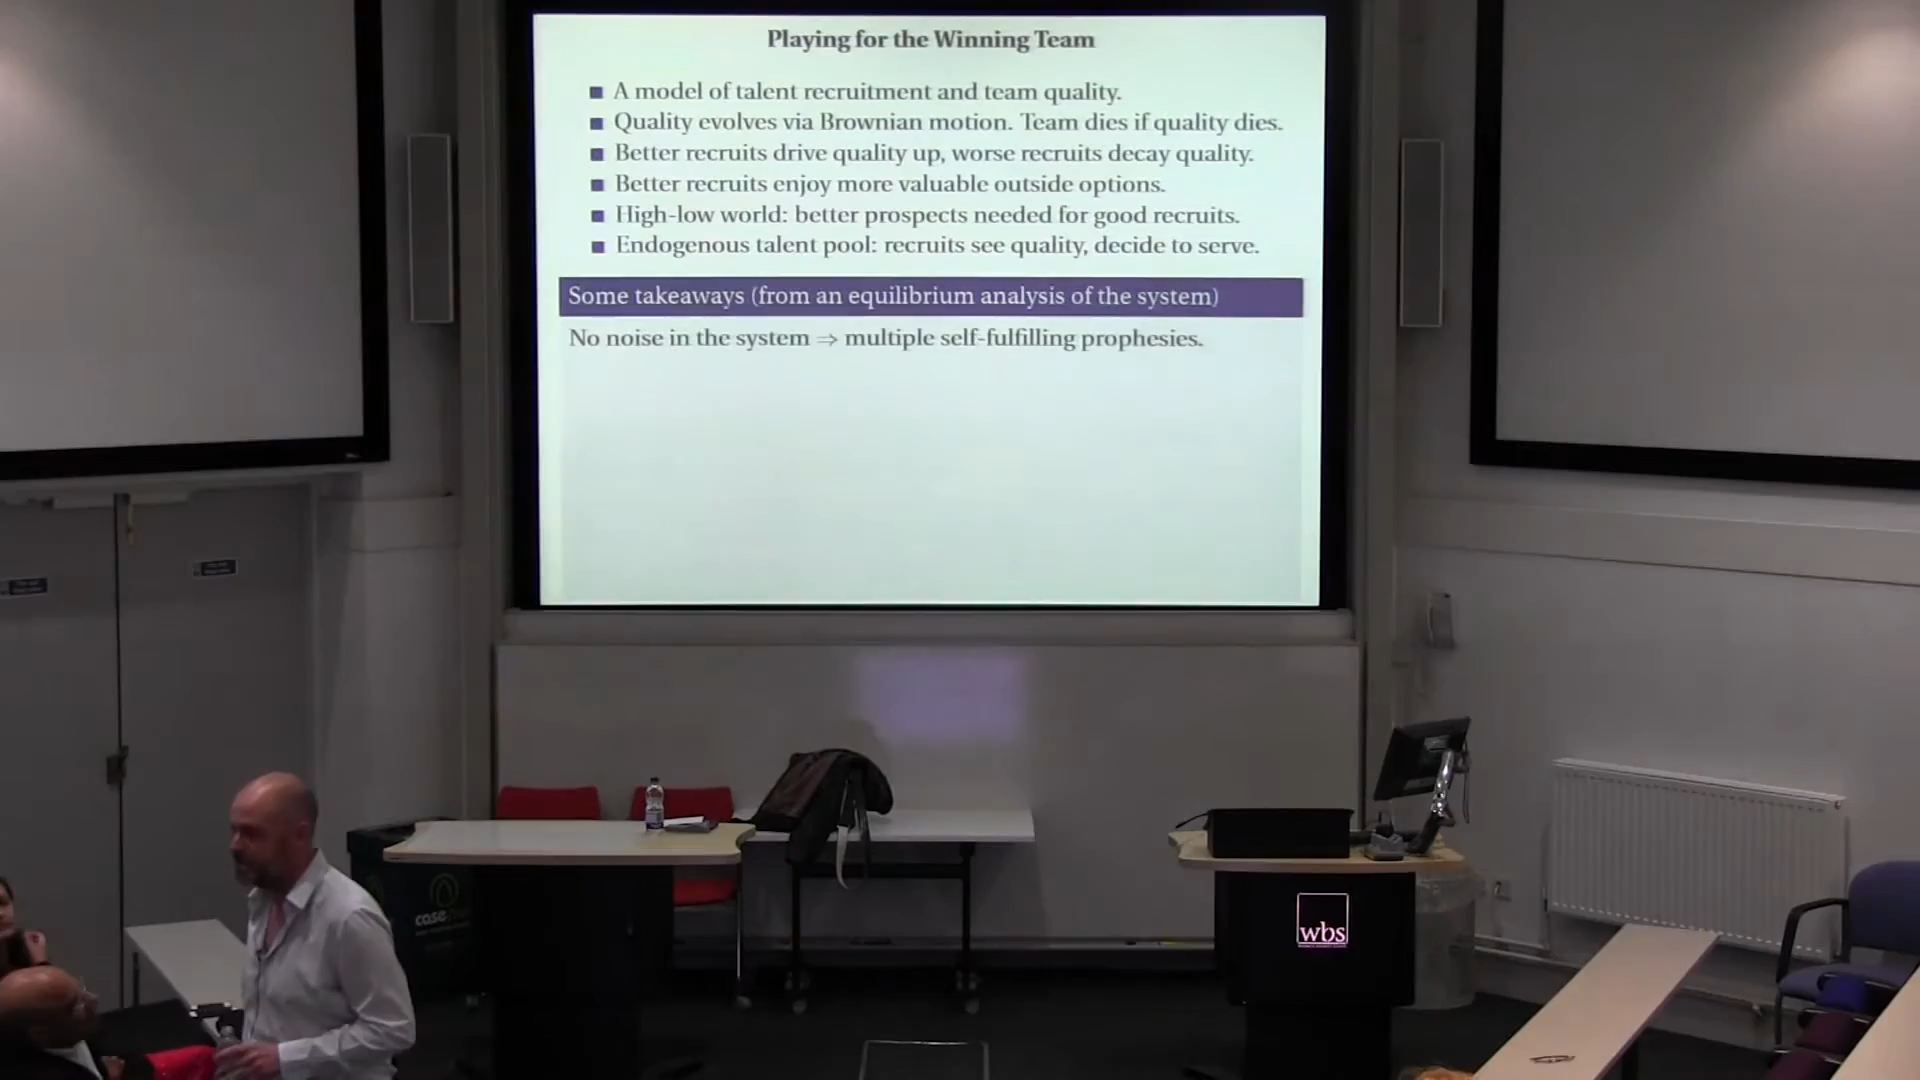 Playing for the Winning Team
A model of talent recruitment and team quality.
Quality evolves via Brownian motion. Team dies if quality dies.
Better recruits drive quality up, worse recruits decay quality.
Better recruits enjoy more valuable outside options.
High-low world: better prospects needed for good recruits.
Endogenous talent pool: recruits see quality, decide to serve.
Some takeaways (from an equilibrium analysis of the system)
No noise in the system ⇒ multiple self-fulfilling prophesies.
wbs